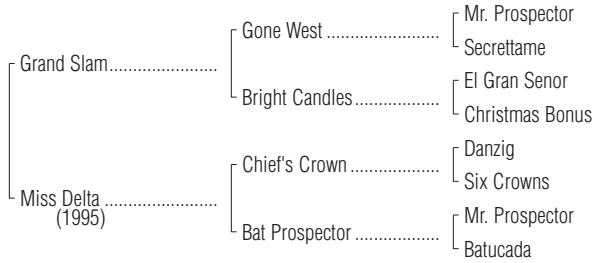 Mr. Prospector
Gone West ......................
Secrettame
Grand Slam.....................
El Gran Senor
Bright Candles................
Christmas Bonus
Danzig
Chief's Crown .................
Six Crowns
Miss Delta ......................
(1995)
Mr. Prospector
Bat Prospector ................
Batucada